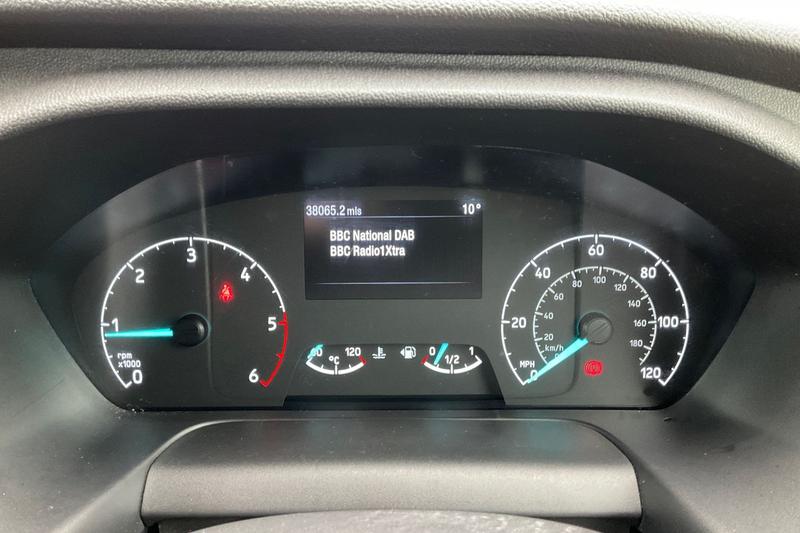 38065.2 mls 10°
BBC National DAB
BBC Radio1Xtra
0 1 2 3 4 5 6
rpm
x1000
60 °C 120
0 1/2 1
0 20 40 60 80 100 120
MPH
20 40 60 80 100 120 140 160 180
km/h